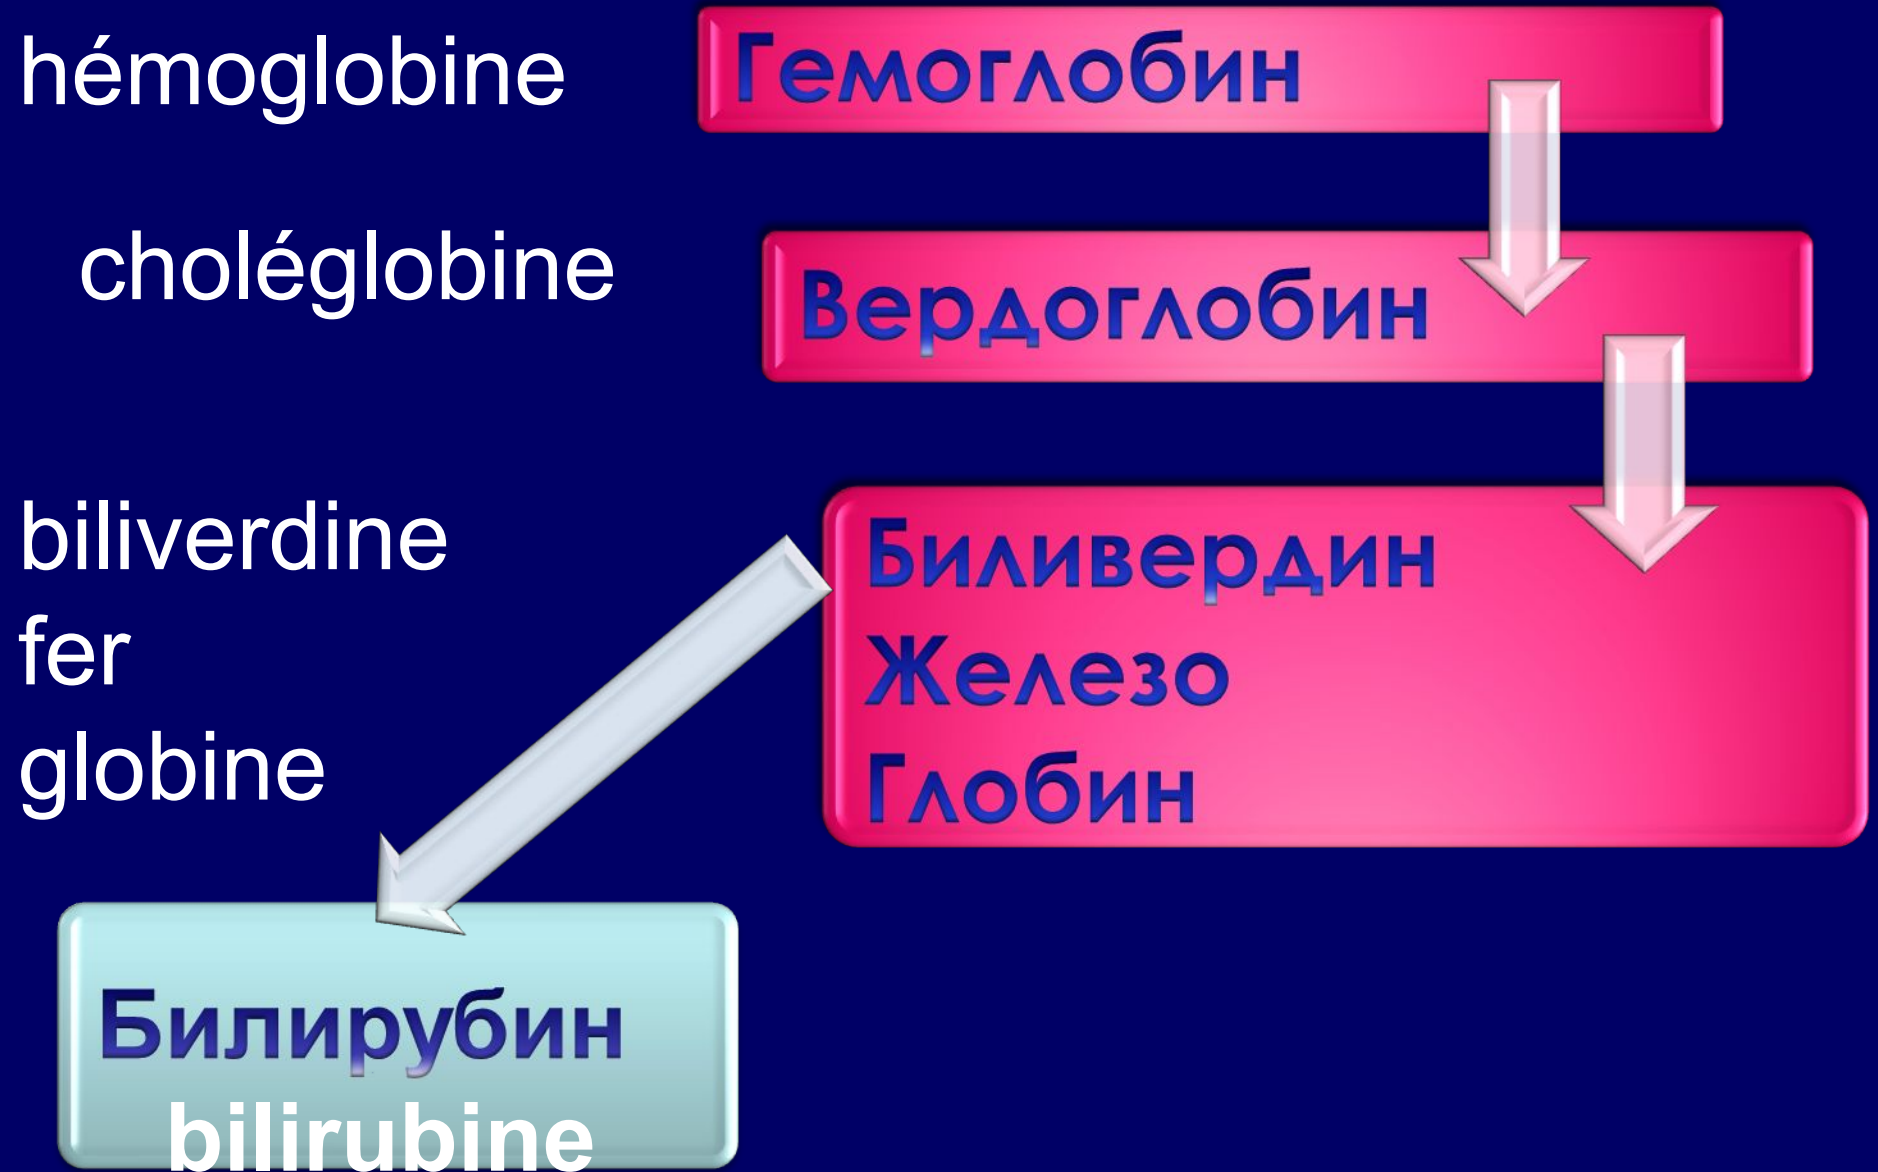 hémoglobine
Гемоглобин
choléglobine
Вердоглобин
biliverdine
Биливердин
fer
Железо
globine
Глобин
Билирубин
bilirubine